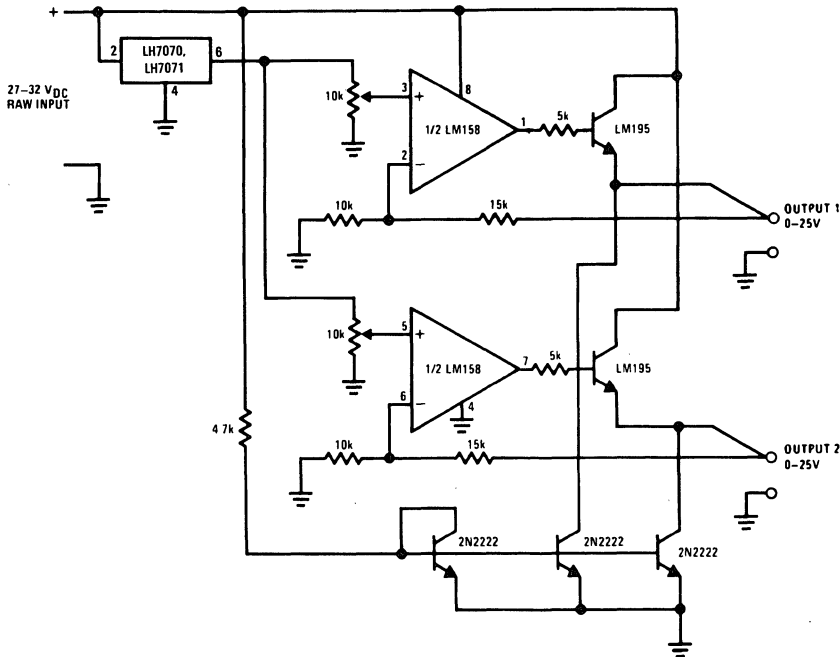 +
2
LH7070,
LH7071
6
4
27–32 VDC
RAW INPUT
10k
3
+
8
1/2 LM158
1
5k
LM195
2
−
10k
15k
OUTPUT 1
0–25V
10k
5
+
1/2 LM158
7
5k
LM195
6
−
4
4 7k
10k
15k
OUTPUT 2
0–25V
2N2222
2N2222
2N2222